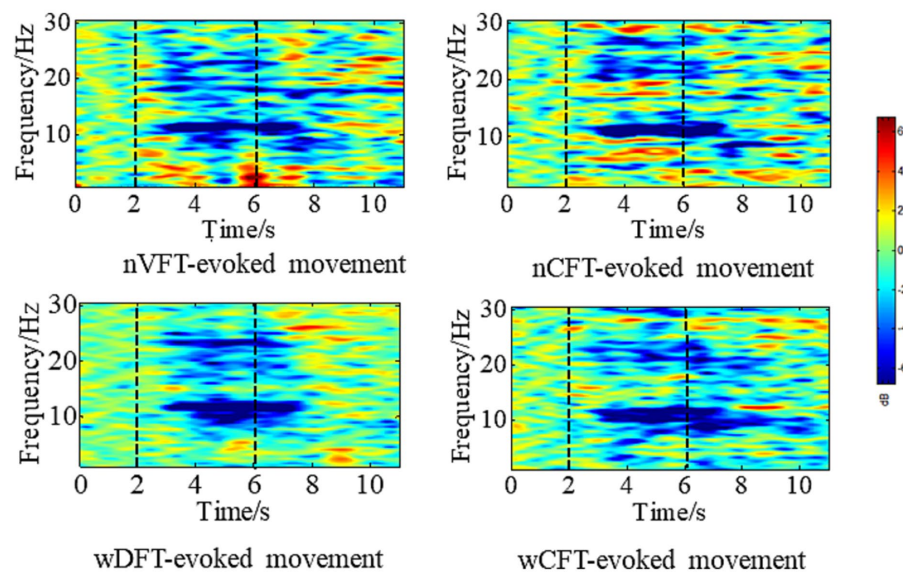 30
20
10
Frequency/Hz
0 2 4 6 8 10
Time/s
nVFT-evoked movement
30
20
10
Frequency/Hz
0 2 4 6 8 10
Time/s
nCFT-evoked movement
30
20
10
Frequency/Hz
0 2 4 6 8 10
Time/s
wDFT-evoked movement
30
20
10
Frequency/Hz
0 2 4 6 8 10
Time/s
wCFT-evoked movement
6
4
2
0
dB